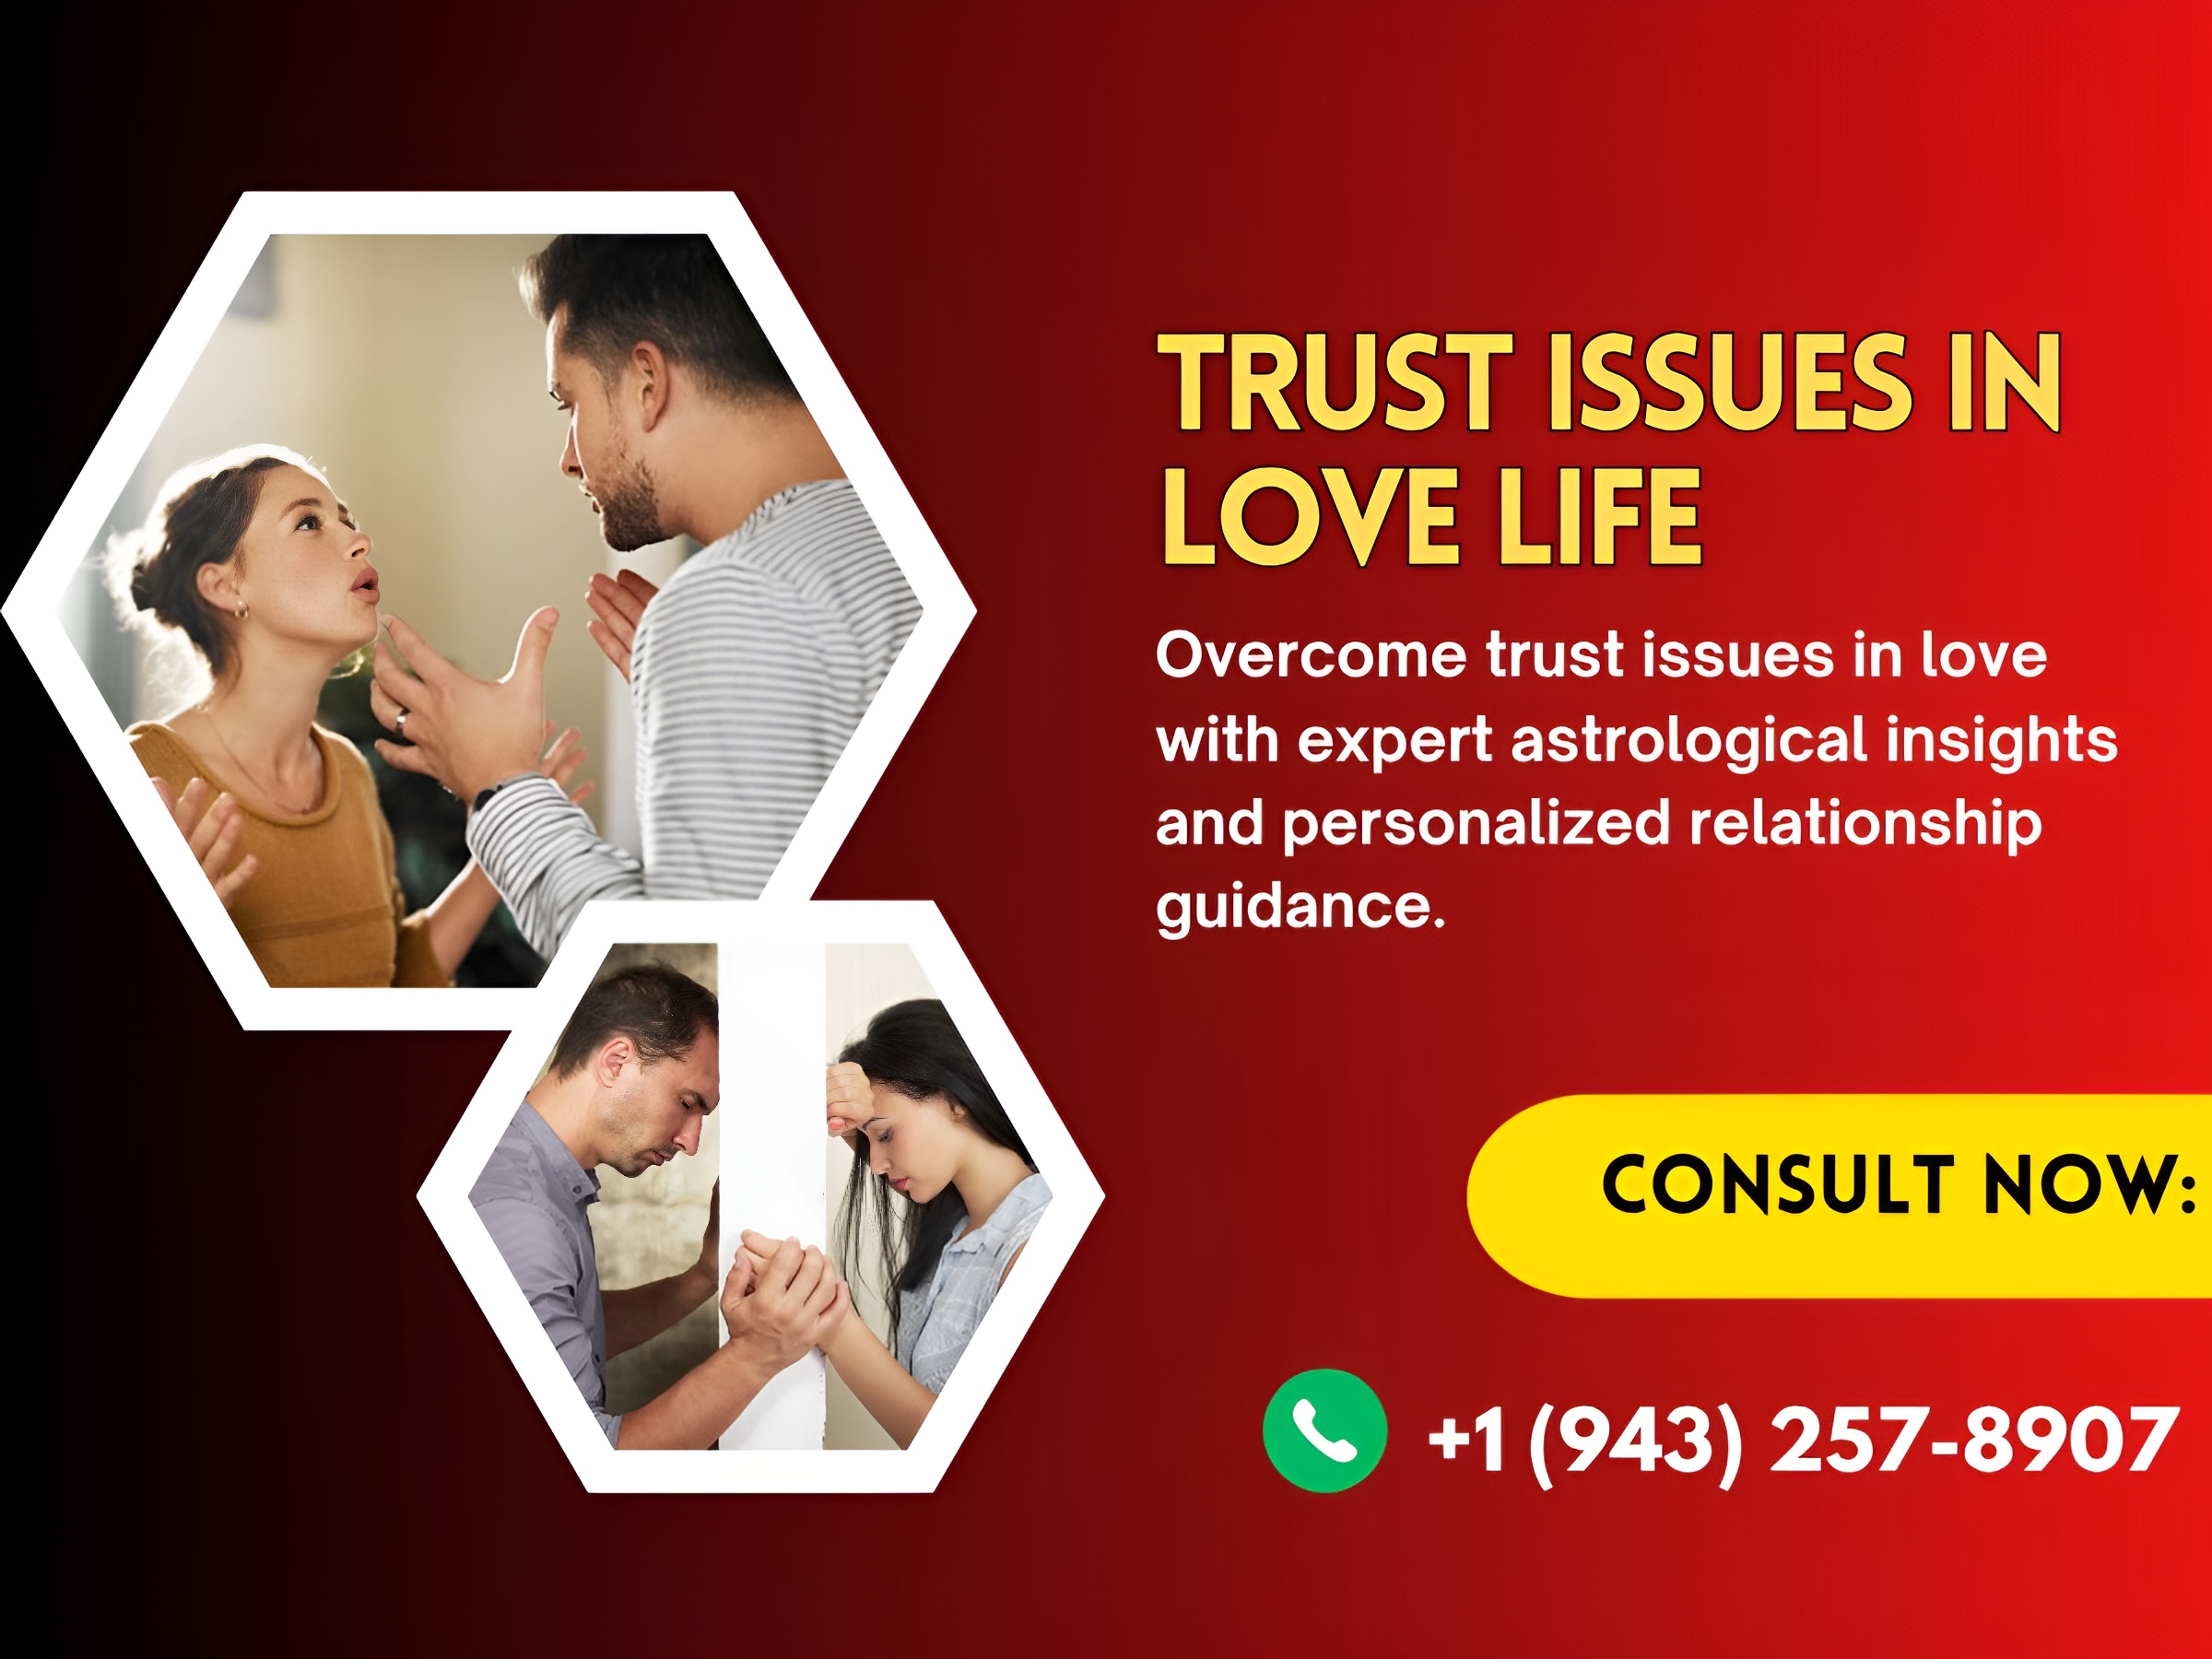 TRUST ISSUES IN
LOVE LIFE
Overcome trust issues in love
with expert astrological insights
and personalized relationship
guidance.
CONSULT NOW:
+1 (943) 257-8907